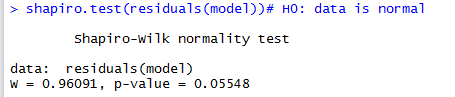 > shapiro.test(residuals(model))# H0: data is normal
Shapiro-Wilk normality test
data:  residuals(model)
W = 0.96091, p-value = 0.05548